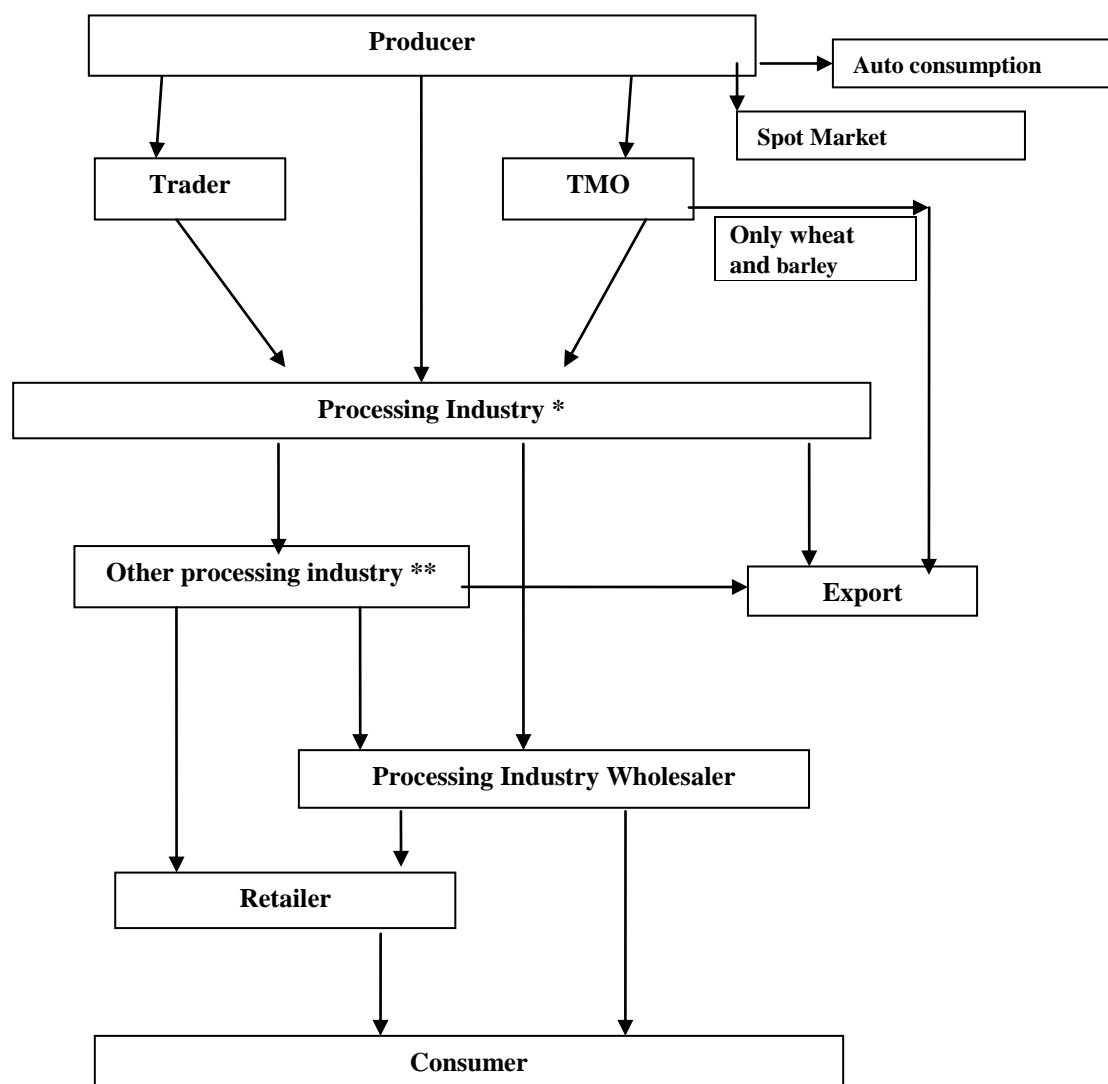 Producer
Auto consumption
Spot Market
Trader
TMO
Only wheat
and barley
Processing Industry *
Other processing industry **
Export
Processing Industry Wholesaler
Retailer
Consumer